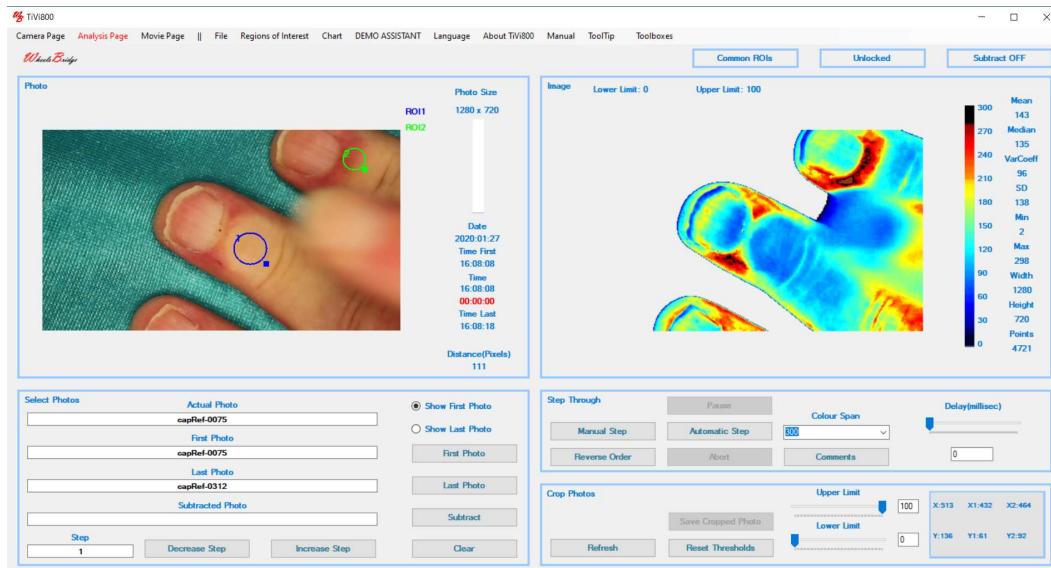 TiVi800
Camera Page Analysis Page Movie Page || File Regions of Interest Chart DEMO ASSISTANT Language About TiVi800 Manual ToolTip Toolboxes
WheelsBridge
Common ROIs Unlocked Subtract OFF
Photo
Photo Size
ROI1 1280 x 720
ROI2
Date
2020:01:27
Time First
16:08:08
Time
16:08:08
00:00:00
Time Last
16:08:18
Distance(Pixels)
111
Image Lower Limit: 0 Upper Limit: 100
300
270
240
210
180
150
120
90
60
30
0
Mean
143
Median
135
VarCoeff
96
SD
138
Min
2
Max
298
Width
1280
Height
720
Points
4721
Select Photos
Actual Photo
capRef-0075
First Photo
capRef-0075
Last Photo
capRef-0312
Subtracted Photo
Step
1
Decrease Step Increase Step
Show First Photo
Show Last Photo
First Photo
Last Photo
Subtract
Clear
Step Through
Pause
Manual Step Automatic Step
Reverse Order Abort
Colour Span
300
Comments
Delay(millisec)
0
Crop Photos
Save Cropped Photo
Refresh Reset Thresholds
Upper Limit
100
Lower Limit
0
X:513 X1:432 X2:464
Y:136 Y1:61 Y2:92